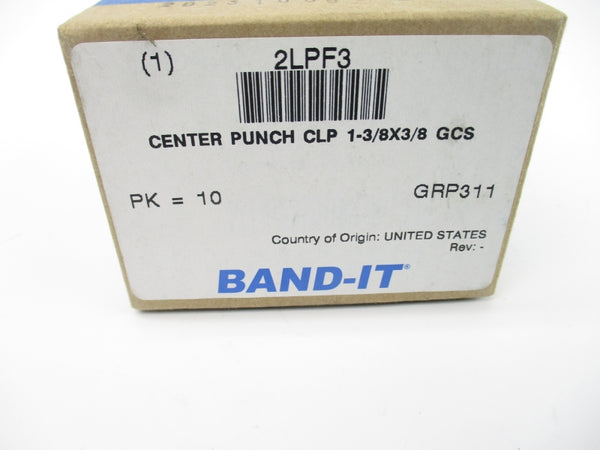 (1) 2LPF3
CENTER PUNCH CLP 1-3/8X3/8 GCS
PK = 10 GRP311
Country of Origin: UNITED STATES
Rev: -
BAND-IT®